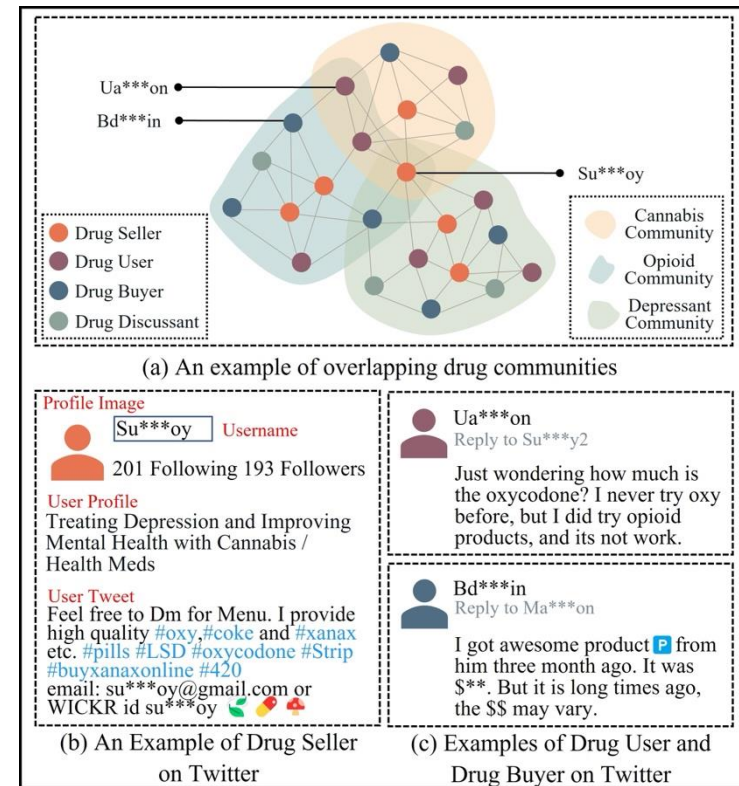 Ua***on
Bd***in
Su***oy
Drug Seller
Drug User
Drug Buyer
Drug Discussant
Cannabis
Community
Opioid
Community
Depressant
Community
(a) An example of overlapping drug communities
Profile Image
Su***oy Username
201 Following 193 Followers
User Profile
Treating Depression and Improving
Mental Health with Cannabis /
Health Meds
User Tweet
Feel free to Dm for Menu. I provide
high quality #oxy,#coke and #xanax
etc. #pills #LSD #oxycodone #Strip
#buyxanaxonline #420
email: su***oy@gmail.com or
WICKR id su***oy 🌿 💊 🍄
(b) An Example of Drug Seller
on Twitter
Ua***on
Reply to Su***y2
Just wondering how much is
the oxycodone? I never try oxy
before, but I did try opioid
products, and its not work.
Bd***in
Reply to Ma***on
I got awesome product 🅿️ from
him three month ago. It was
$**. But it is long times ago,
the $$ may vary.
(c) Examples of Drug User and
Drug Buyer on Twitter